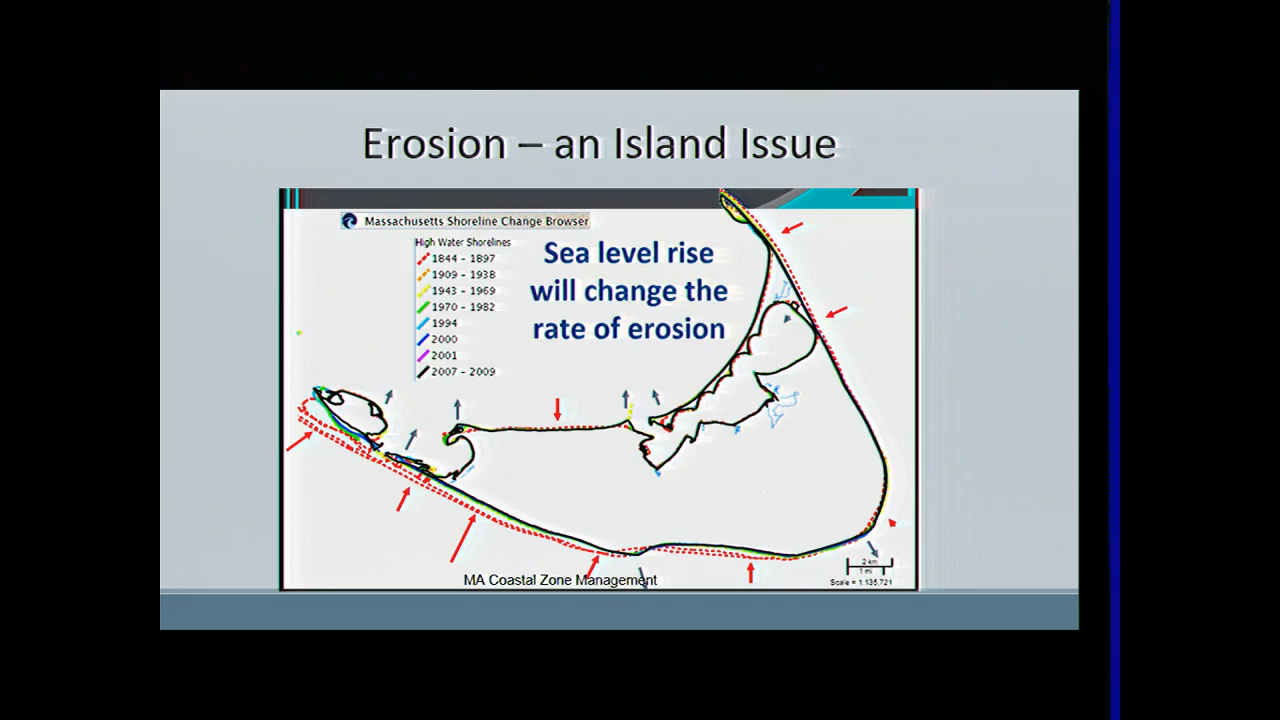 Erosion – an Island Issue
Massachusetts Shoreline Change Browser
High Water Shorelines
1844 - 1897
1909 - 1938
1943 - 1969
1970 - 1982
1994
2000
2001
2007 - 2009
Sea level rise
will change the
rate of erosion
2 km
1 mi
Scale = 1:135,721
MA Coastal Zone Management